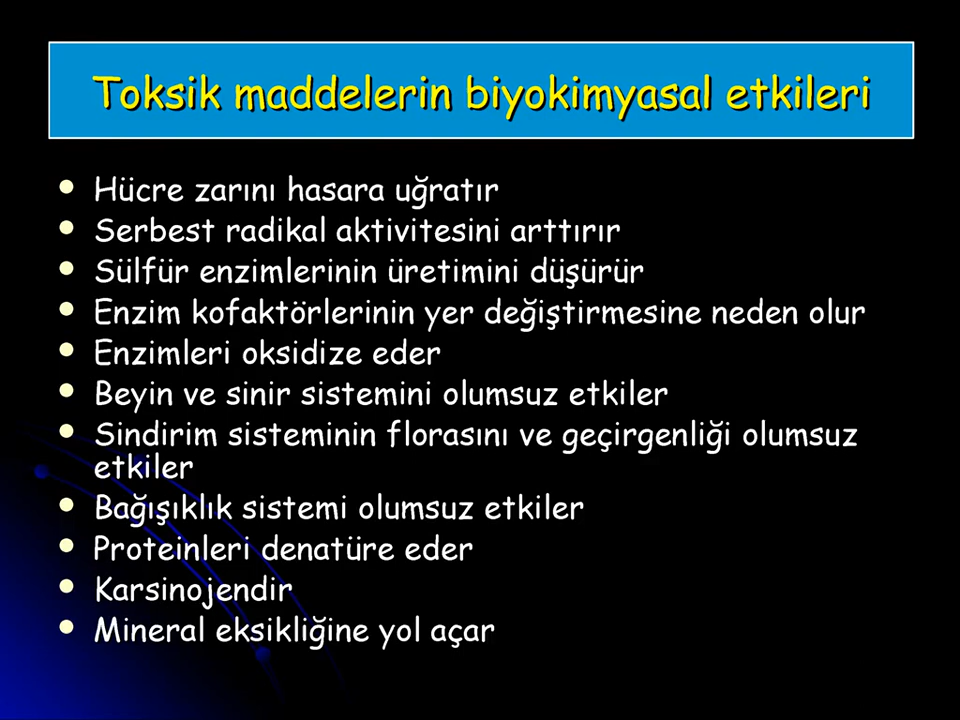 Toksik maddelerin biyokimyasal etkileri
• Hücre zarını hasara uğratır
• Serbest radikal aktivitesini arttırır
• Sülfür enzimlerinin üretimini düşürür
• Enzim kofaktörlerinin yer değiştirmesine neden olur
• Enzimleri oksidize eder
• Beyin ve sinir sistemini olumsuz etkiler
• Sindirim sisteminin florasını ve geçirgenliği olumsuz
etkiler
• Bağışıklık sistemi olumsuz etkiler
• Proteinleri denatüre eder
• Karsinojendir
• Mineral eksikliğine yol açar